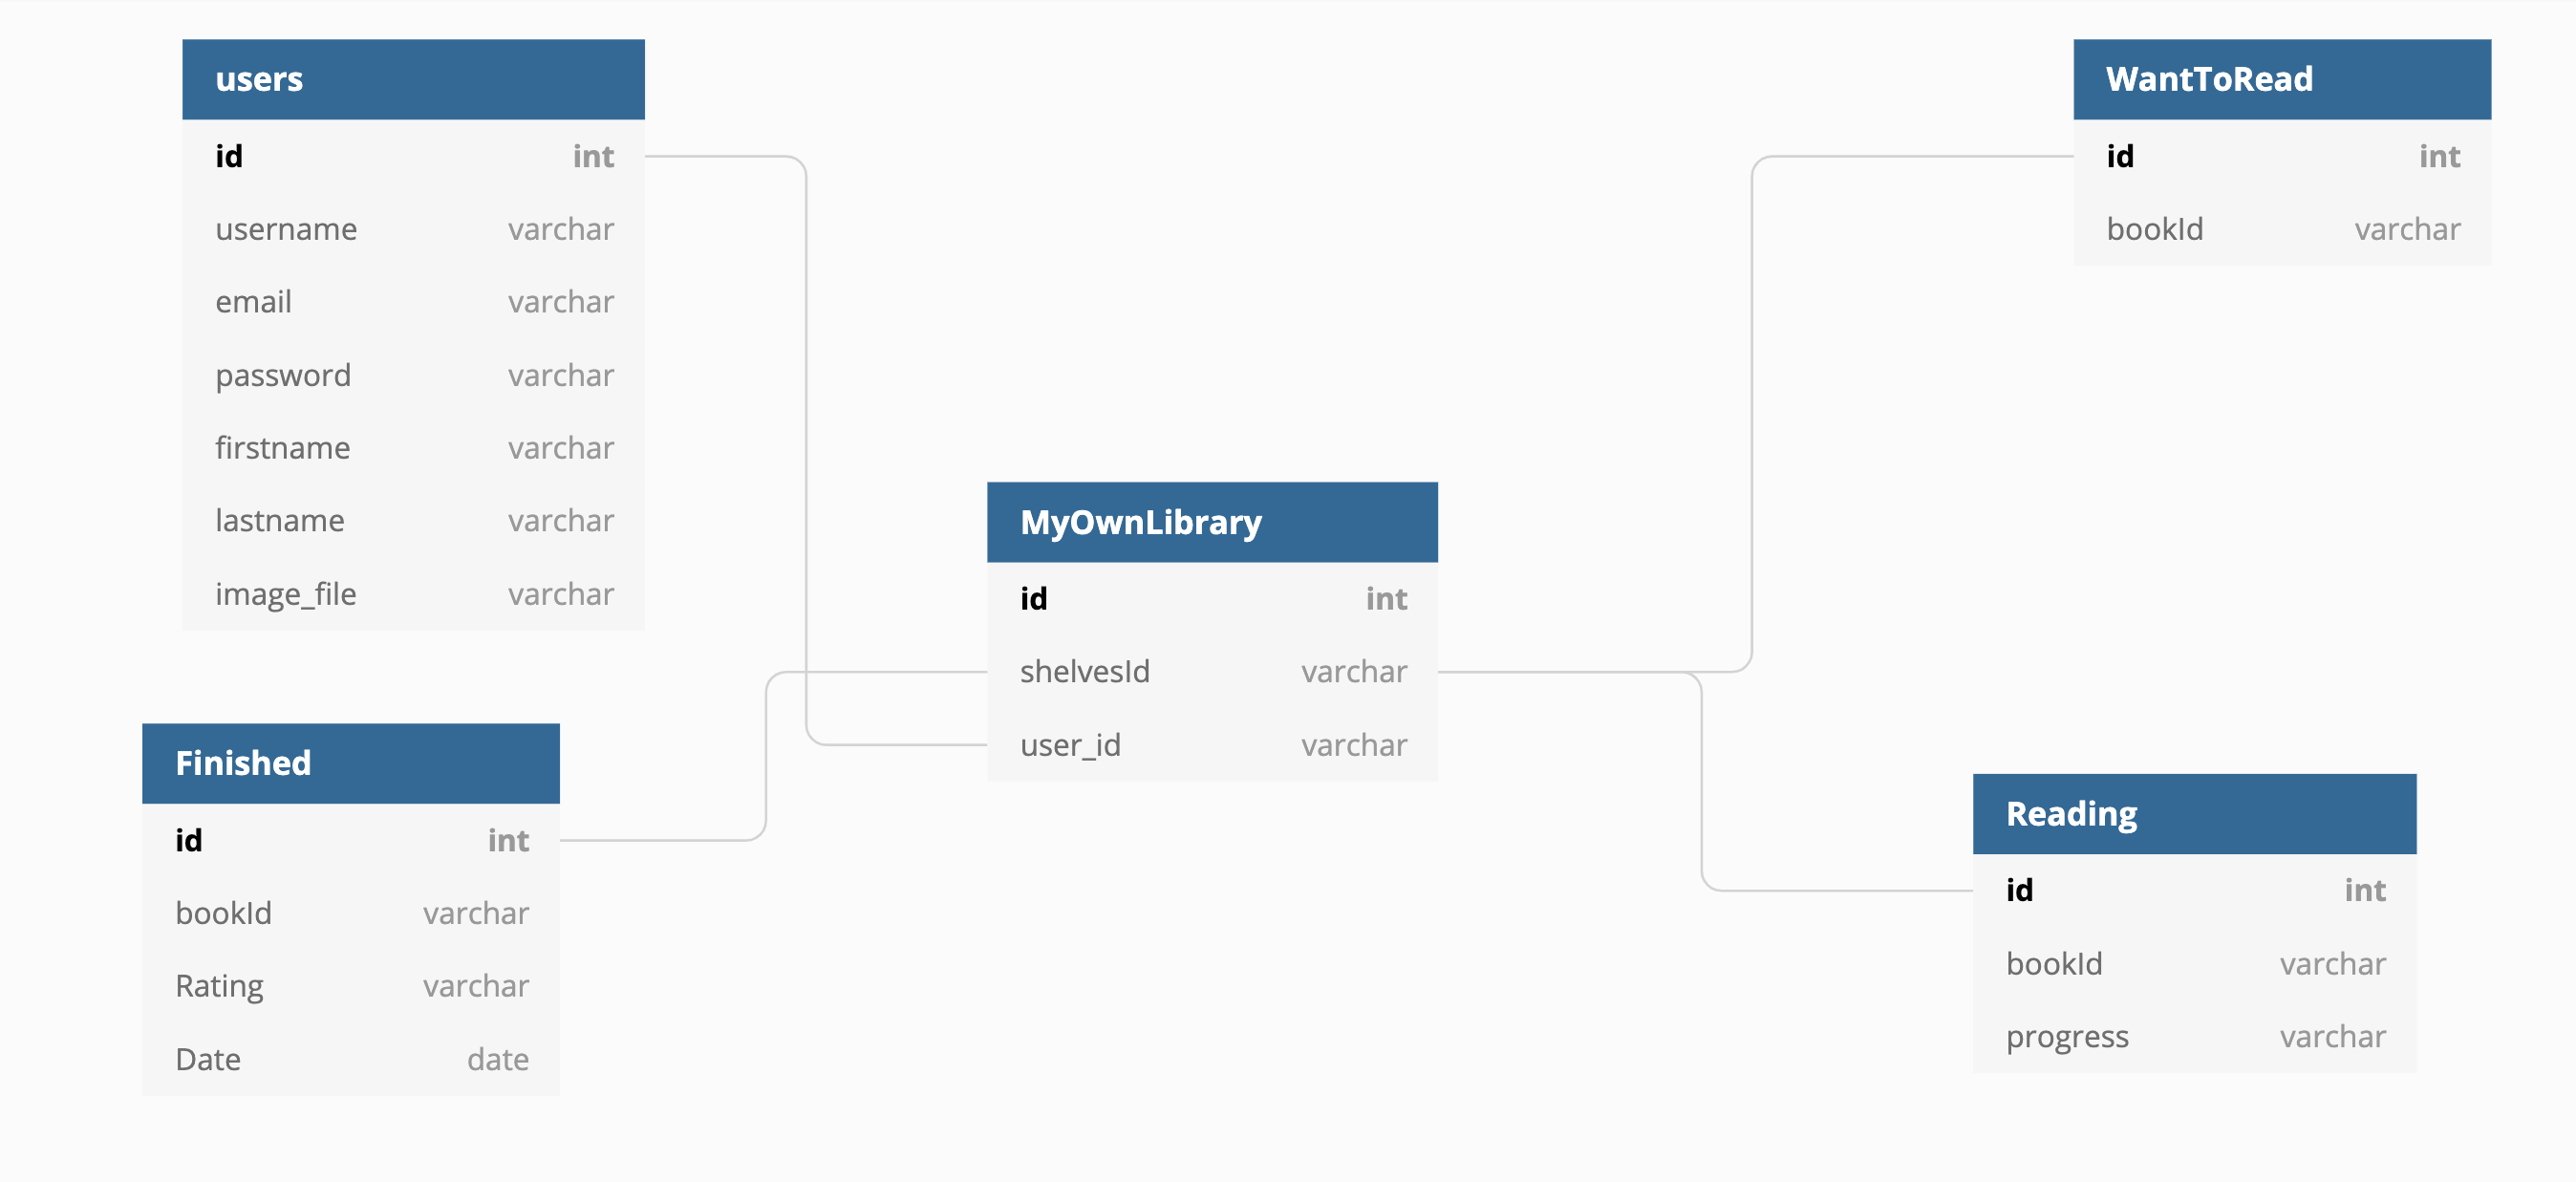 users
id int
username varchar
email varchar
password varchar
firstname varchar
lastname varchar
image_file varchar
WantToRead
id int
bookId varchar
MyOwnLibrary
id int
shelvesId varchar
user_id varchar
Finished
id int
bookId varchar
Rating varchar
Date date
Reading
id int
bookId varchar
progress varchar